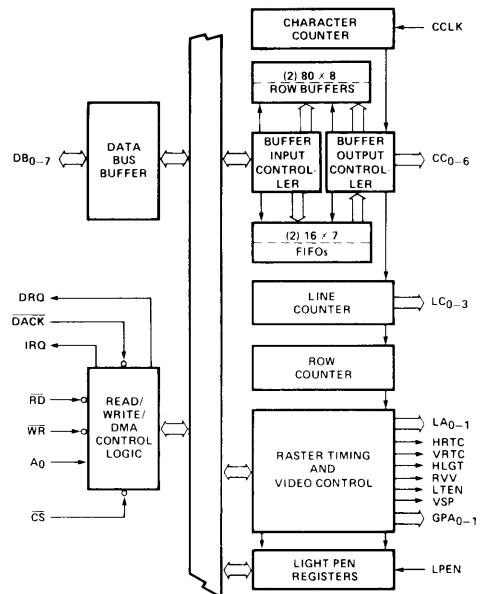 CHARACTER
COUNTER
CCLK
(2) 80 × 8
ROW BUFFERS
DB0–7
DATA
BUS
BUFFER
BUFFER
INPUT
CONTROL-
LER
BUFFER
OUTPUT
CONTROL-
LER
CC0–6
(2) 16 × 7
FIFOs
DRQ
DACK
IRQ
RD
WR
A0
CS
READ/
WRITE/
DMA
CONTROL
LOGIC
LINE
COUNTER
LC0–3
ROW
COUNTER
RASTER TIMING
AND
VIDEO CONTROL
LA0–1
HRTC
VRTC
HLGT
RVV
LTEN
VSP
GPA0–1
LIGHT PEN
REGISTERS
LPEN